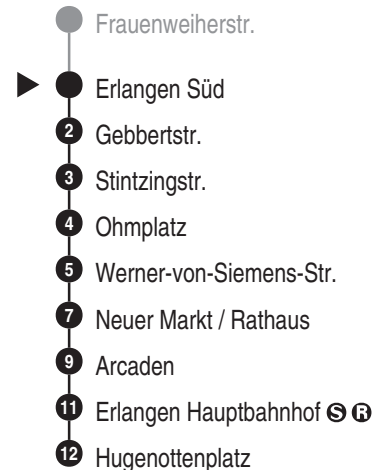 Frauenweiherstr.
Erlangen Süd
2 Gebbertstr.
3 Stintzingstr.
4 Ohmplatz
5 Werner-von-Siemens-Str.
7 Neuer Markt / Rathaus
9 Arcaden
11 Erlangen Hauptbahnhof S R
12 Hugenottenplatz